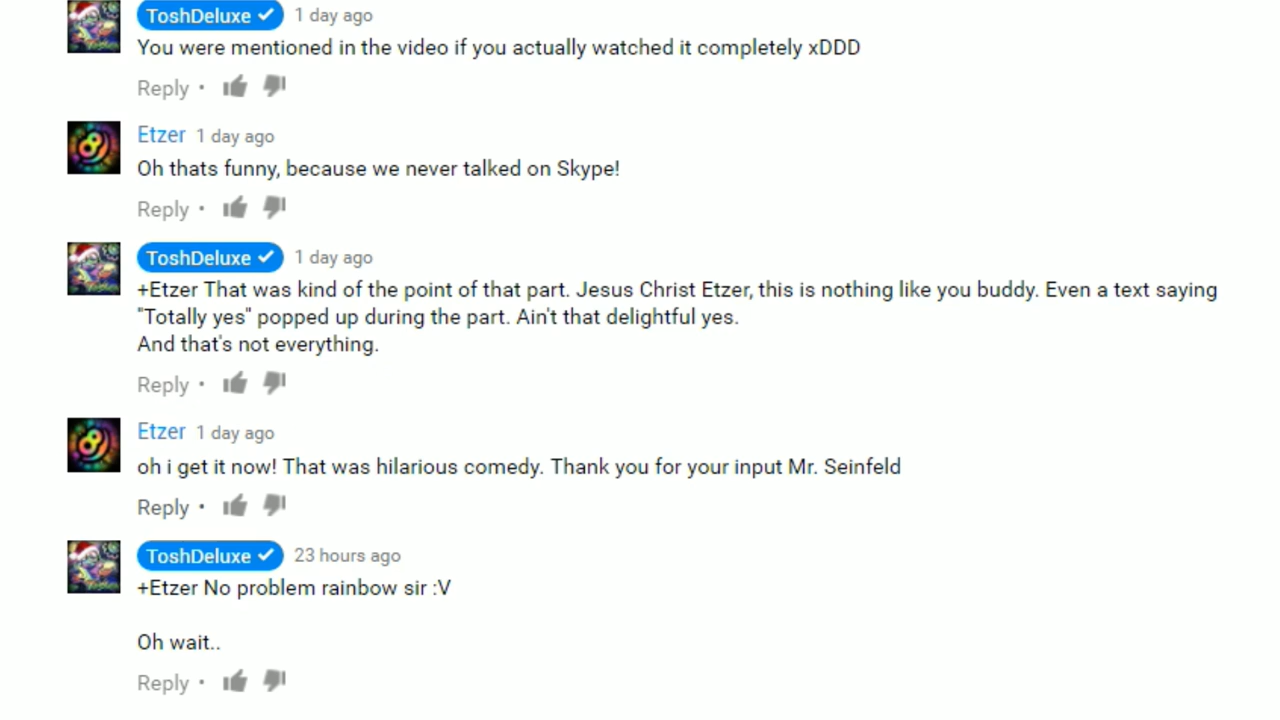 ToshDeluxe ✔ 1 day ago
You were mentioned in the video if you actually watched it completely xDDD
Reply •
Etzer 1 day ago
Oh thats funny, because we never talked on Skype!
Reply •
ToshDeluxe ✔ 1 day ago
+Etzer That was kind of the point of that part. Jesus Christ Etzer, this is nothing like you buddy. Even a text saying
"Totally yes" popped up during the part. Ain't that delightful yes.
And that's not everything.
Reply •
Etzer 1 day ago
oh i get it now! That was hilarious comedy. Thank you for your input Mr. Seinfeld
Reply •
ToshDeluxe ✔ 23 hours ago
+Etzer No problem rainbow sir :V
Oh wait..
Reply •